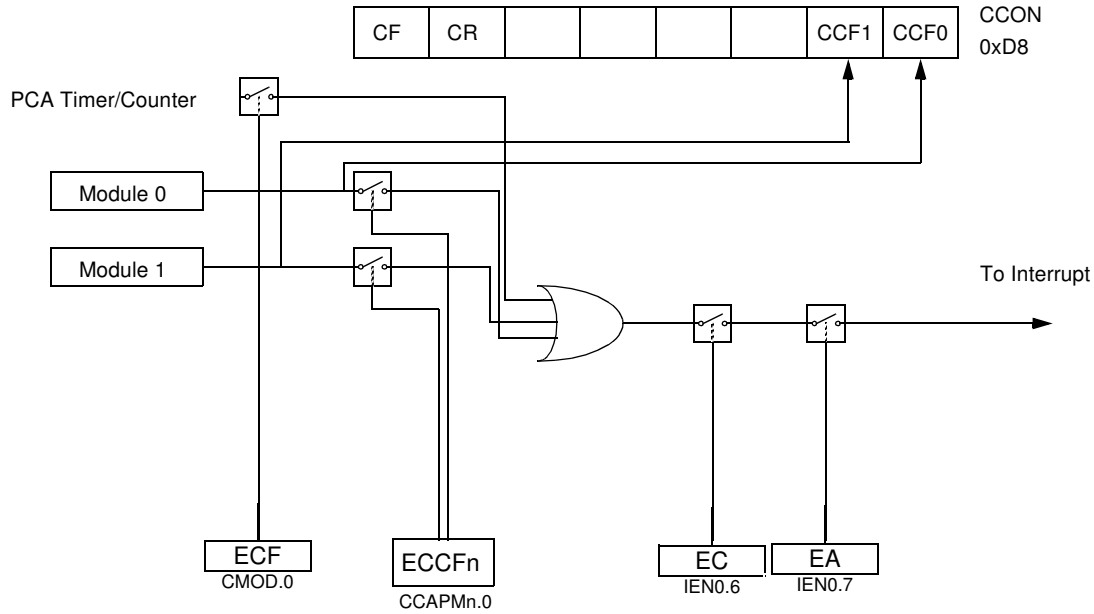 CF CR CCF1 CCF0 CCON
0xD8
PCA Timer/Counter
Module 0
Module 1
To Interrupt
ECF
CMOD.0
ECCFn
CCAPMn.0
EC
IEN0.6
EA
IEN0.7